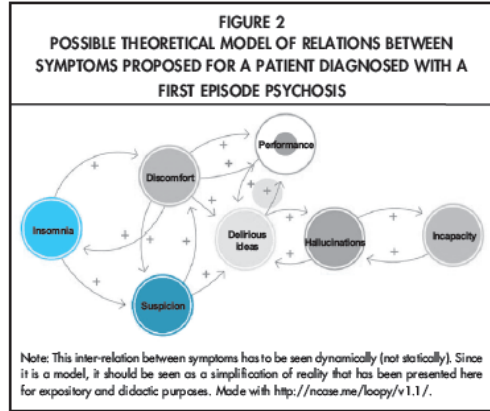 FIGURE 2
POSSIBLE THEORETICAL MODEL OF RELATIONS BETWEEN
SYMPTOMS PROPOSED FOR A PATIENT DIAGNOSED WITH A
FIRST EPISODE PSYCHOSIS
Performance
+
+
+
Discomfort
+
+
+
+
Insomnia
+
+
+
+
Delirious
ideas
+
+
Hallucinations
+
+
Incapacity
+
+
Suspicion
Note: This inter-relation between symptoms has to be seen dynamically (not statically). Since
it is a model, it should be seen as a simplification of reality that has been presented here
for expository and didactic purposes. Made with http://ncase.me/loopy/v1.1/.